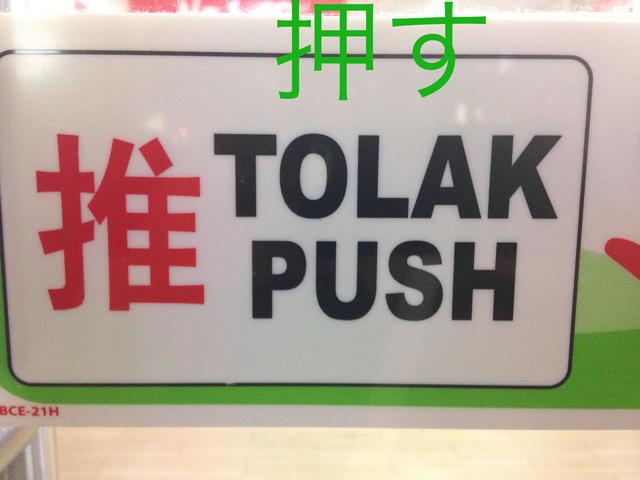 押す
推
TOLAK
PUSH
BCE-21H